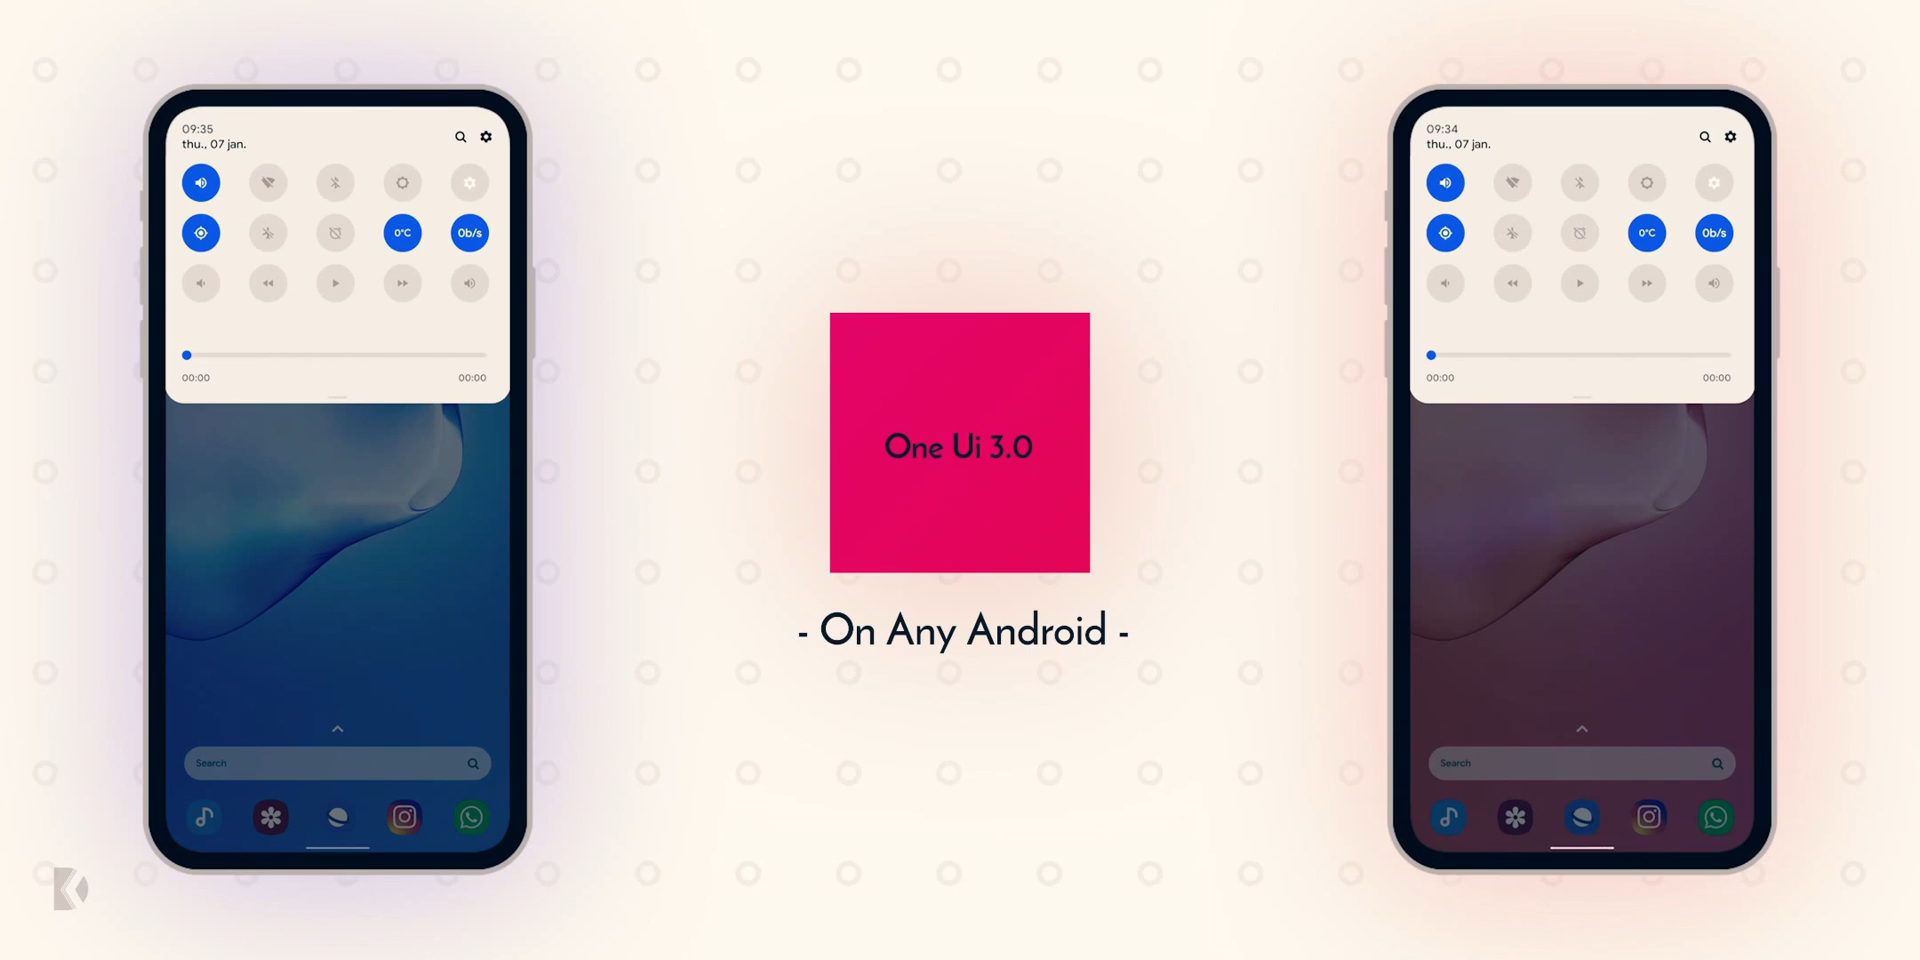 09:35
thu., 07 jan.
0°C
0b/s
00:00
00:00
Search
One Ui 3.0
- On Any Android -
09:34
thu., 07 jan.
0°C
0b/s
00:00
00:00
Search